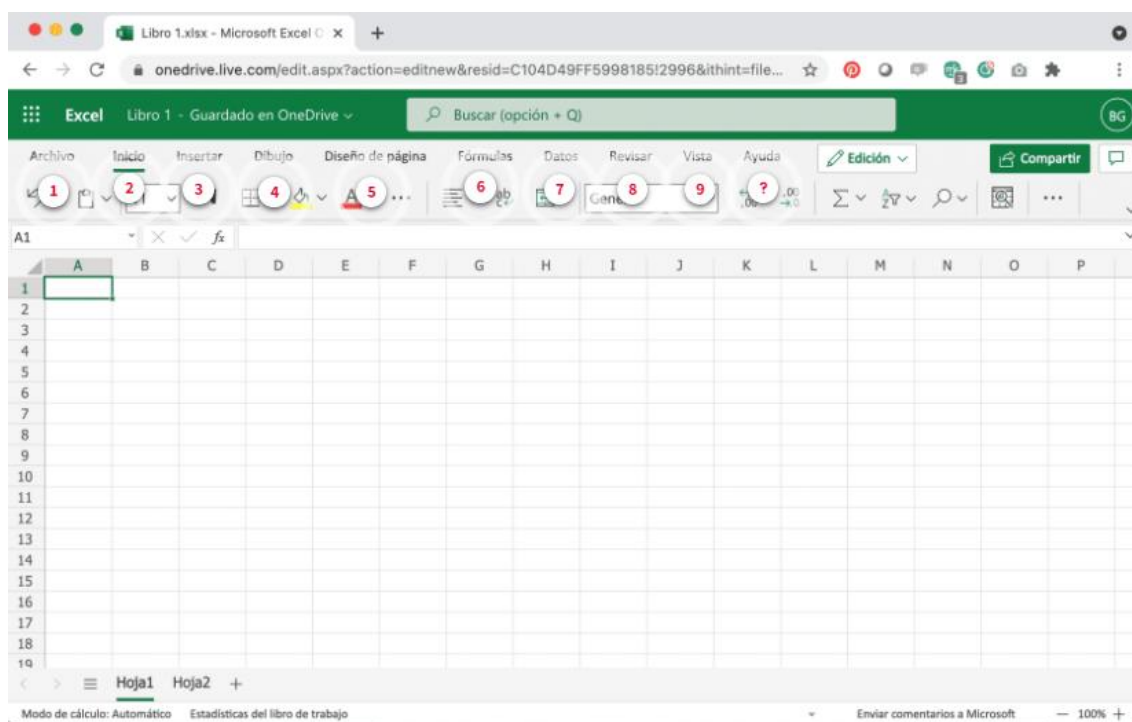 Libro 1.xlsx - Microsoft Excel
onedrive.live.com/edit.aspx?action=editnew&resid=C104D49FF5998185!2996&ithint=file...
Excel Libro 1 - Guardado en OneDrive Buscar (opción + Q) BG
Archivo Inicio Insertar Dibujo Diseño de página Fórmulas Datos Revisar Vista Ayuda Edición Compartir
1 2 3 4 5 6 7 8 9 ?
A1 fx
A B C D E F G H I J K L M N O P
1
2
3
4
5
6
7
8
9
10
11
12
13
14
15
16
17
18
19
Hoja1 Hoja2 +
Modo de cálculo: Automático Estadísticas del libro de trabajo Enviar comentarios a Microsoft — 100% +